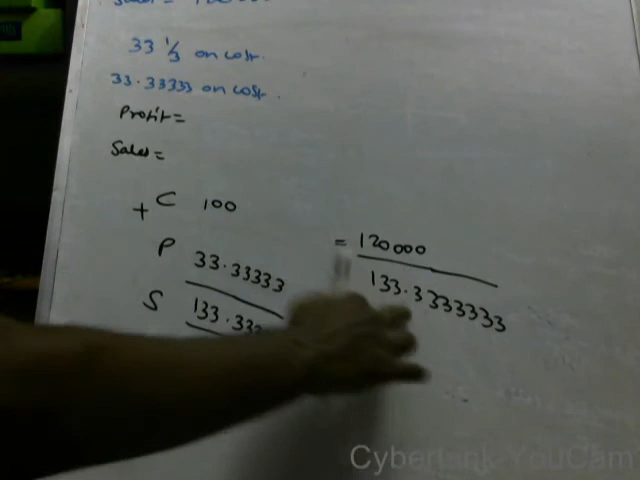 33 1/3 on cost.
33.33333 on cost.
Profit=
Sales=
+ C 100
P 33.33333
S 133.333
= 120000
133.3333333
CyberLink YouCam